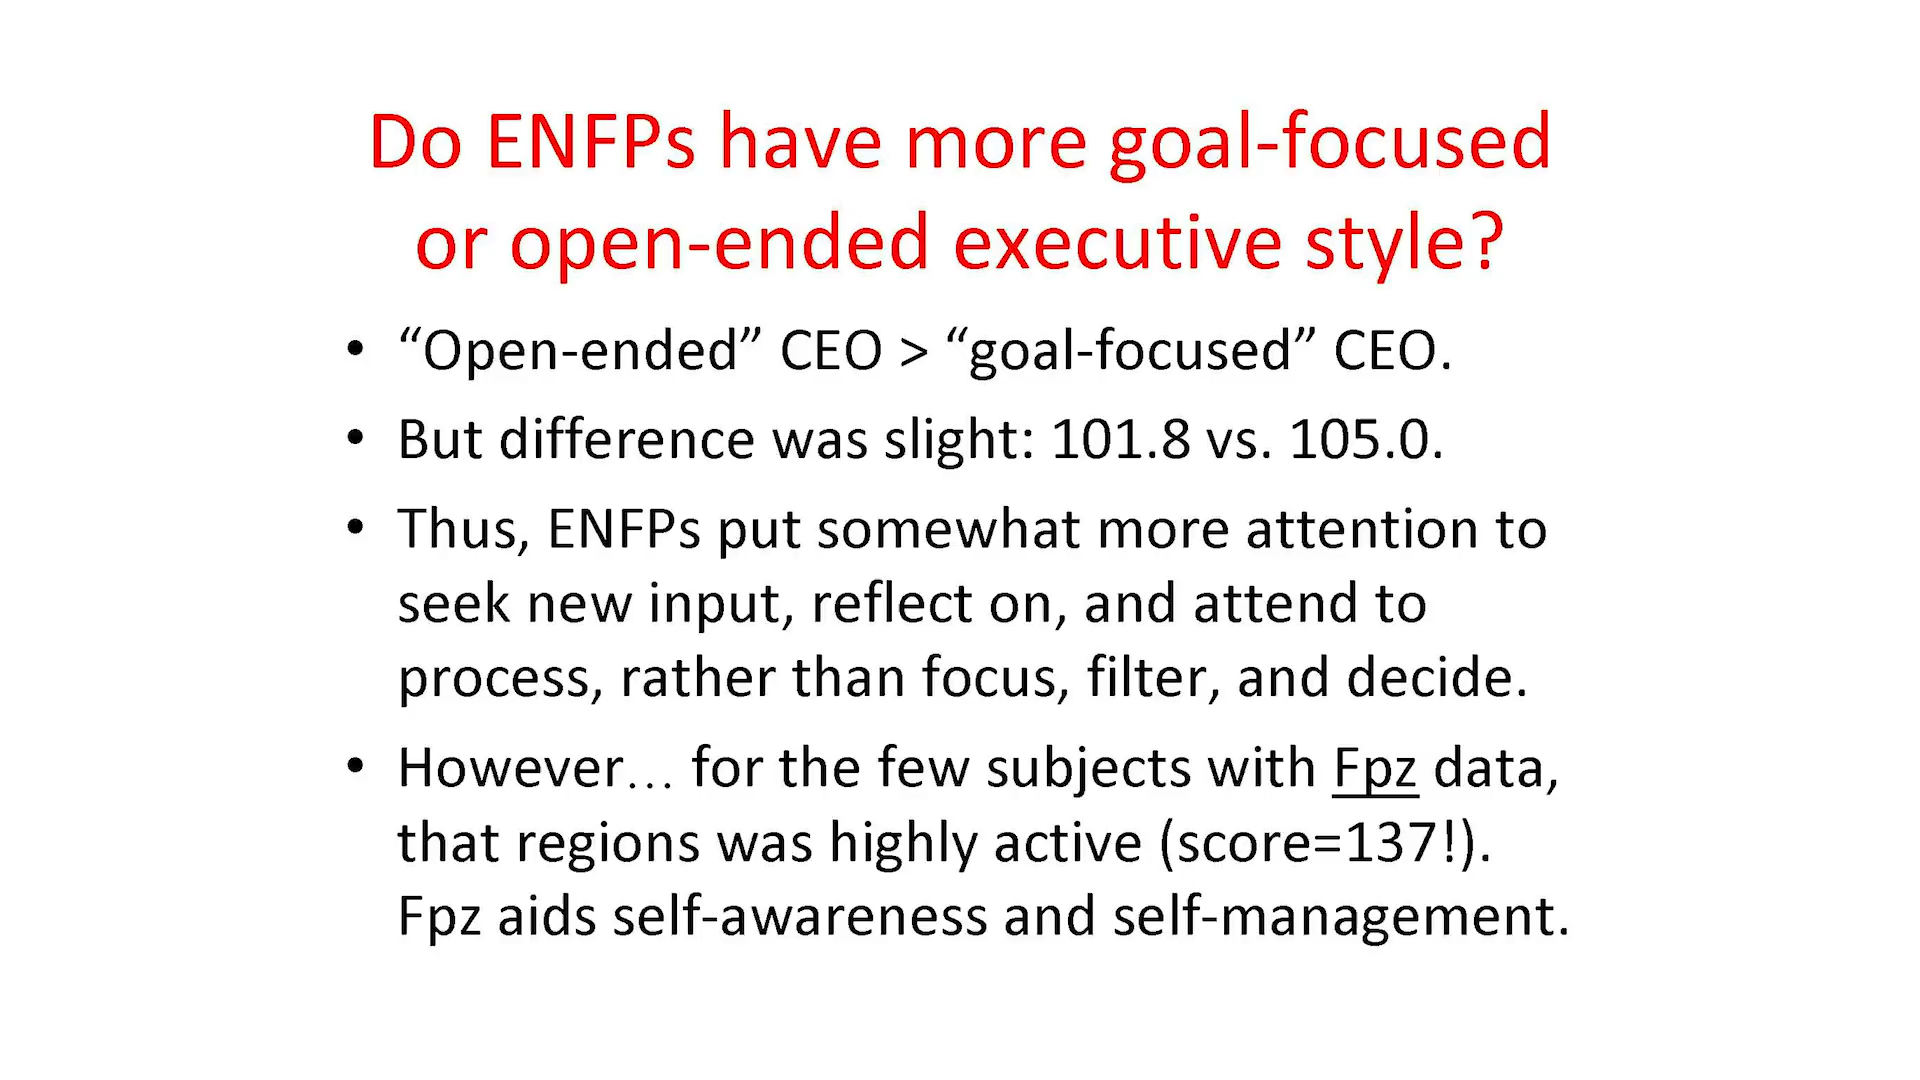 Do ENFPs have more goal-focused
or open-ended executive style?
• “Open-ended” CEO > “goal-focused” CEO.
• But difference was slight: 101.8 vs. 105.0.
• Thus, ENFPs put somewhat more attention to
seek new input, reflect on, and attend to
process, rather than focus, filter, and decide.
• However… for the few subjects with Fpz data,
that regions was highly active (score=137!).
Fpz aids self-awareness and self-management.